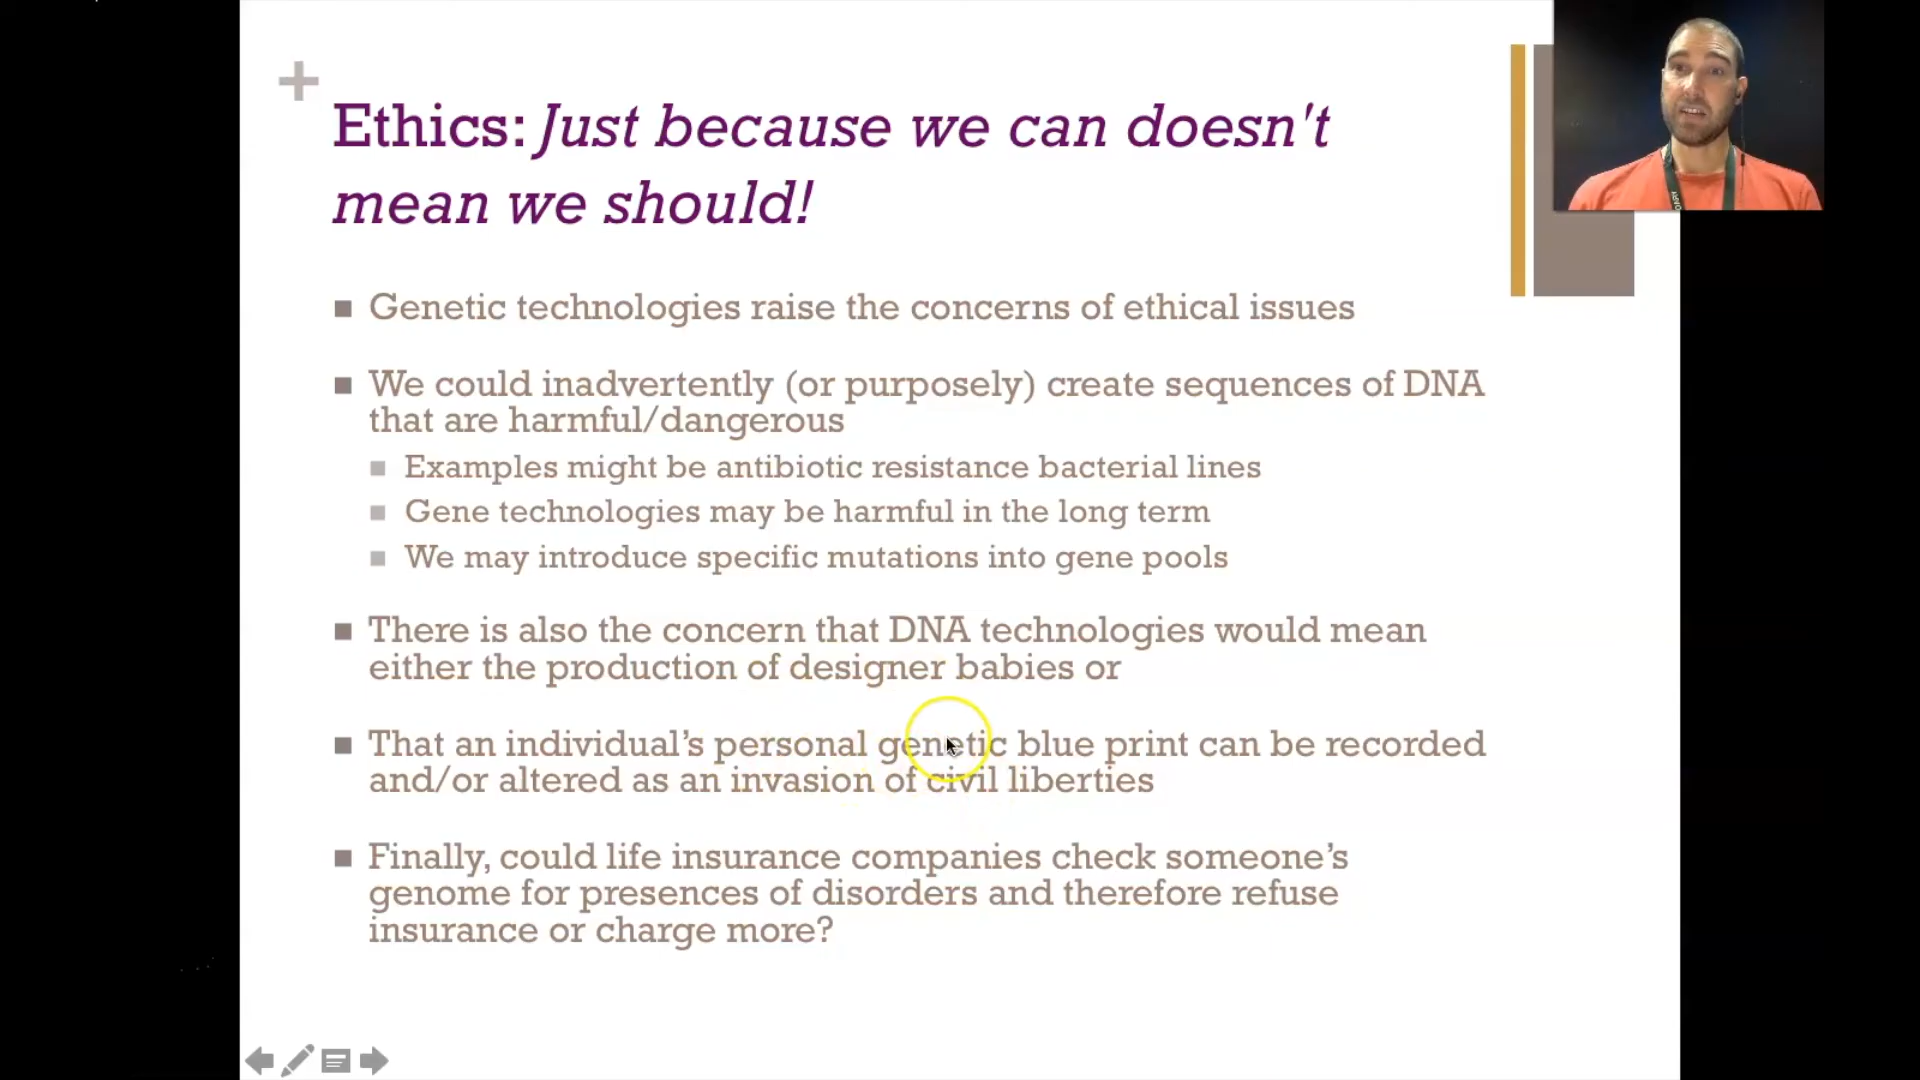 Ethics: Just because we can doesn't
mean we should!
Genetic technologies raise the concerns of ethical issues
We could inadvertently (or purposely) create sequences of DNA
that are harmful/dangerous
Examples might be antibiotic resistance bacterial lines
Gene technologies may be harmful in the long term
We may introduce specific mutations into gene pools
There is also the concern that DNA technologies would mean
either the production of designer babies or
That an individual’s personal genetic blue print can be recorded
and/or altered as an invasion of civil liberties
Finally, could life insurance companies check someone’s
genome for presences of disorders and therefore refuse
insurance or charge more?